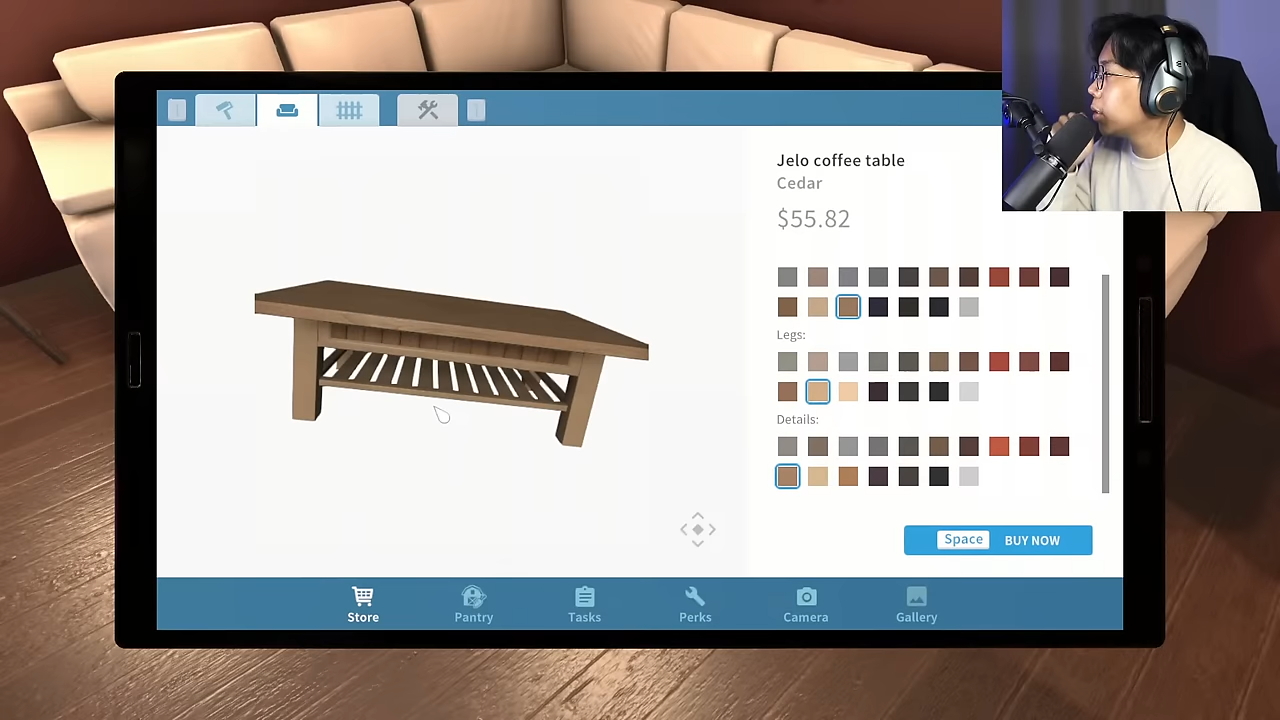 Jelo coffee table
Cedar
$55.82
Legs:
Details:
Space BUY NOW
Store
Pantry
Tasks
Perks
Camera
Gallery